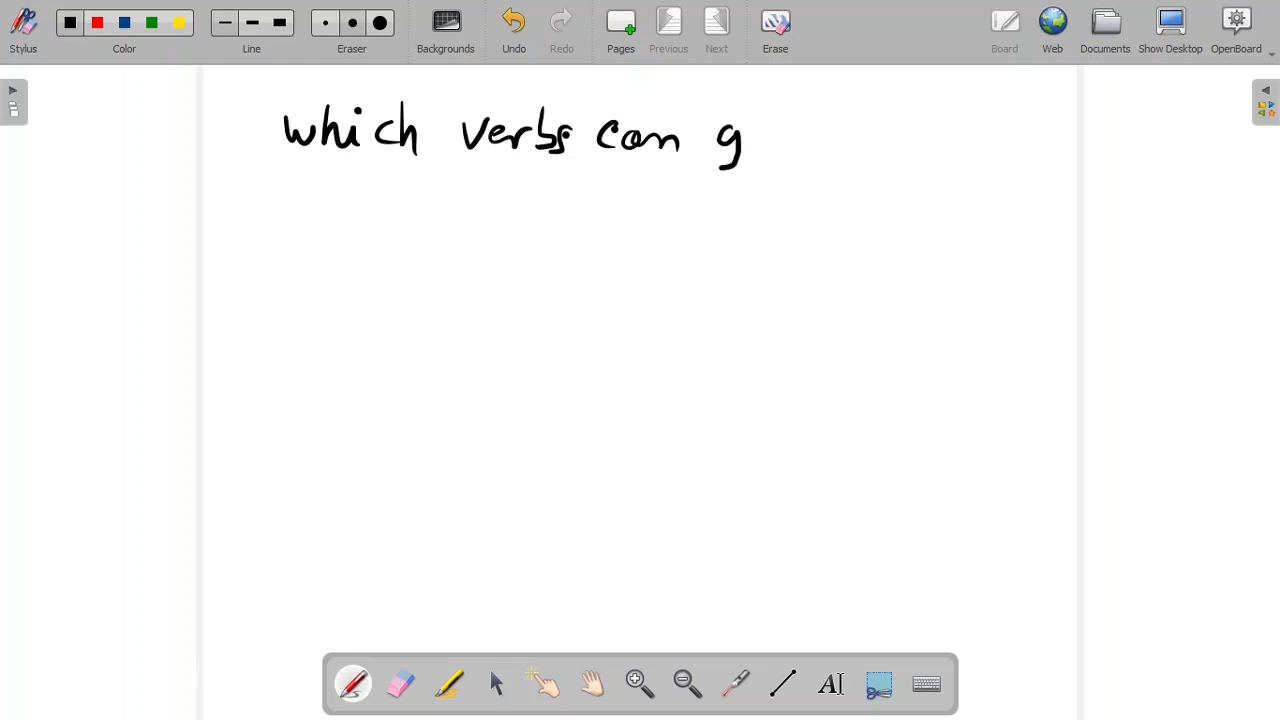 Stylus
Color
Line
Eraser
Backgrounds
Undo
Redo
Pages
Previous
Next
Erase
Board
Web
Documents
Show Desktop
OpenBoard
which verbs can g
AI